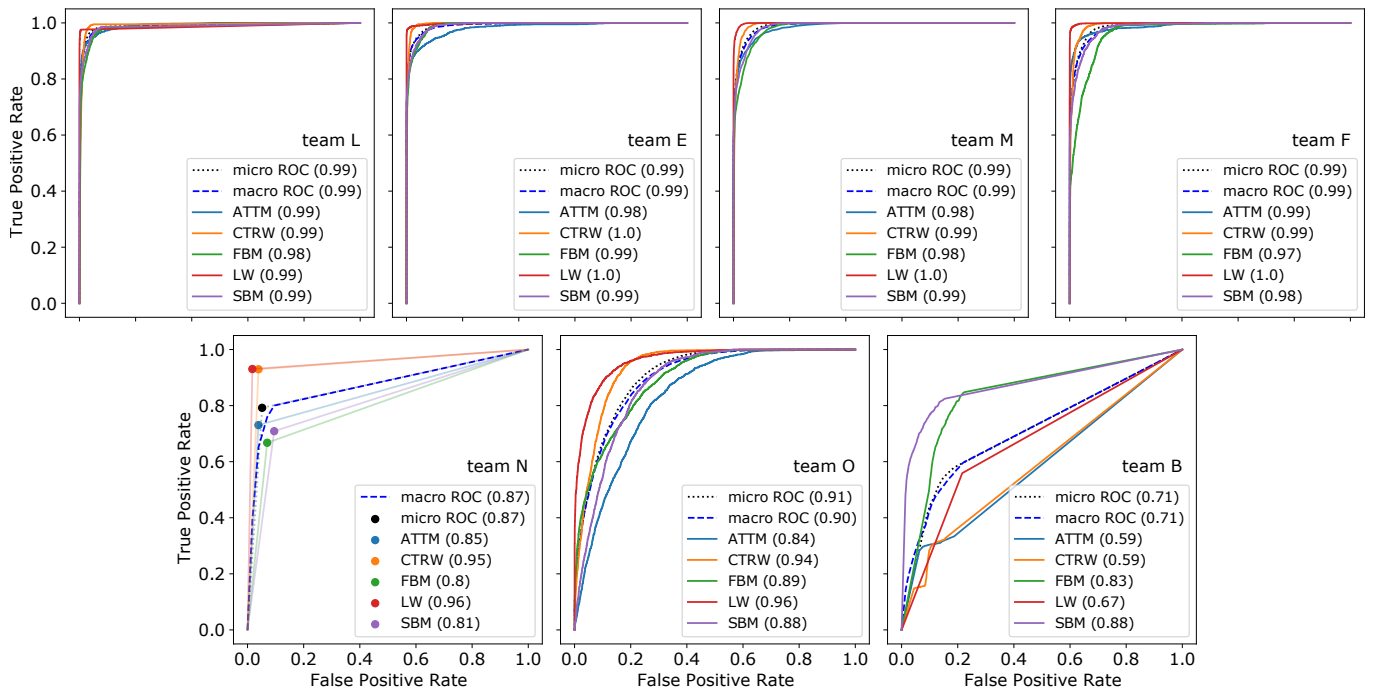 True Positive Rate
1.0
0.8
0.6
0.4
0.2
0.0
team L
micro ROC (0.99)
macro ROC (0.99)
ATTM (0.99)
CTRW (0.99)
FBM (0.98)
LW (0.99)
SBM (0.99)
team E
micro ROC (0.99)
macro ROC (0.99)
ATTM (0.98)
CTRW (1.0)
FBM (0.99)
LW (1.0)
SBM (0.99)
team M
micro ROC (0.99)
macro ROC (0.99)
ATTM (0.98)
CTRW (0.99)
FBM (0.98)
LW (1.0)
SBM (0.99)
team F
micro ROC (0.99)
macro ROC (0.99)
ATTM (0.99)
CTRW (0.99)
FBM (0.97)
LW (1.0)
SBM (0.98)
True Positive Rate
1.0
0.8
0.6
0.4
0.2
0.0
team N
macro ROC (0.87)
micro ROC (0.87)
ATTM (0.85)
CTRW (0.95)
FBM (0.8)
LW (0.96)
SBM (0.81)
0.0 0.2 0.4 0.6 0.8 1.0
False Positive Rate
team O
micro ROC (0.91)
macro ROC (0.90)
ATTM (0.84)
CTRW (0.94)
FBM (0.89)
LW (0.96)
SBM (0.88)
0.0 0.2 0.4 0.6 0.8 1.0
False Positive Rate
team B
micro ROC (0.71)
macro ROC (0.71)
ATTM (0.59)
CTRW (0.59)
FBM (0.83)
LW (0.67)
SBM (0.88)
0.0 0.2 0.4 0.6 0.8 1.0
False Positive Rate